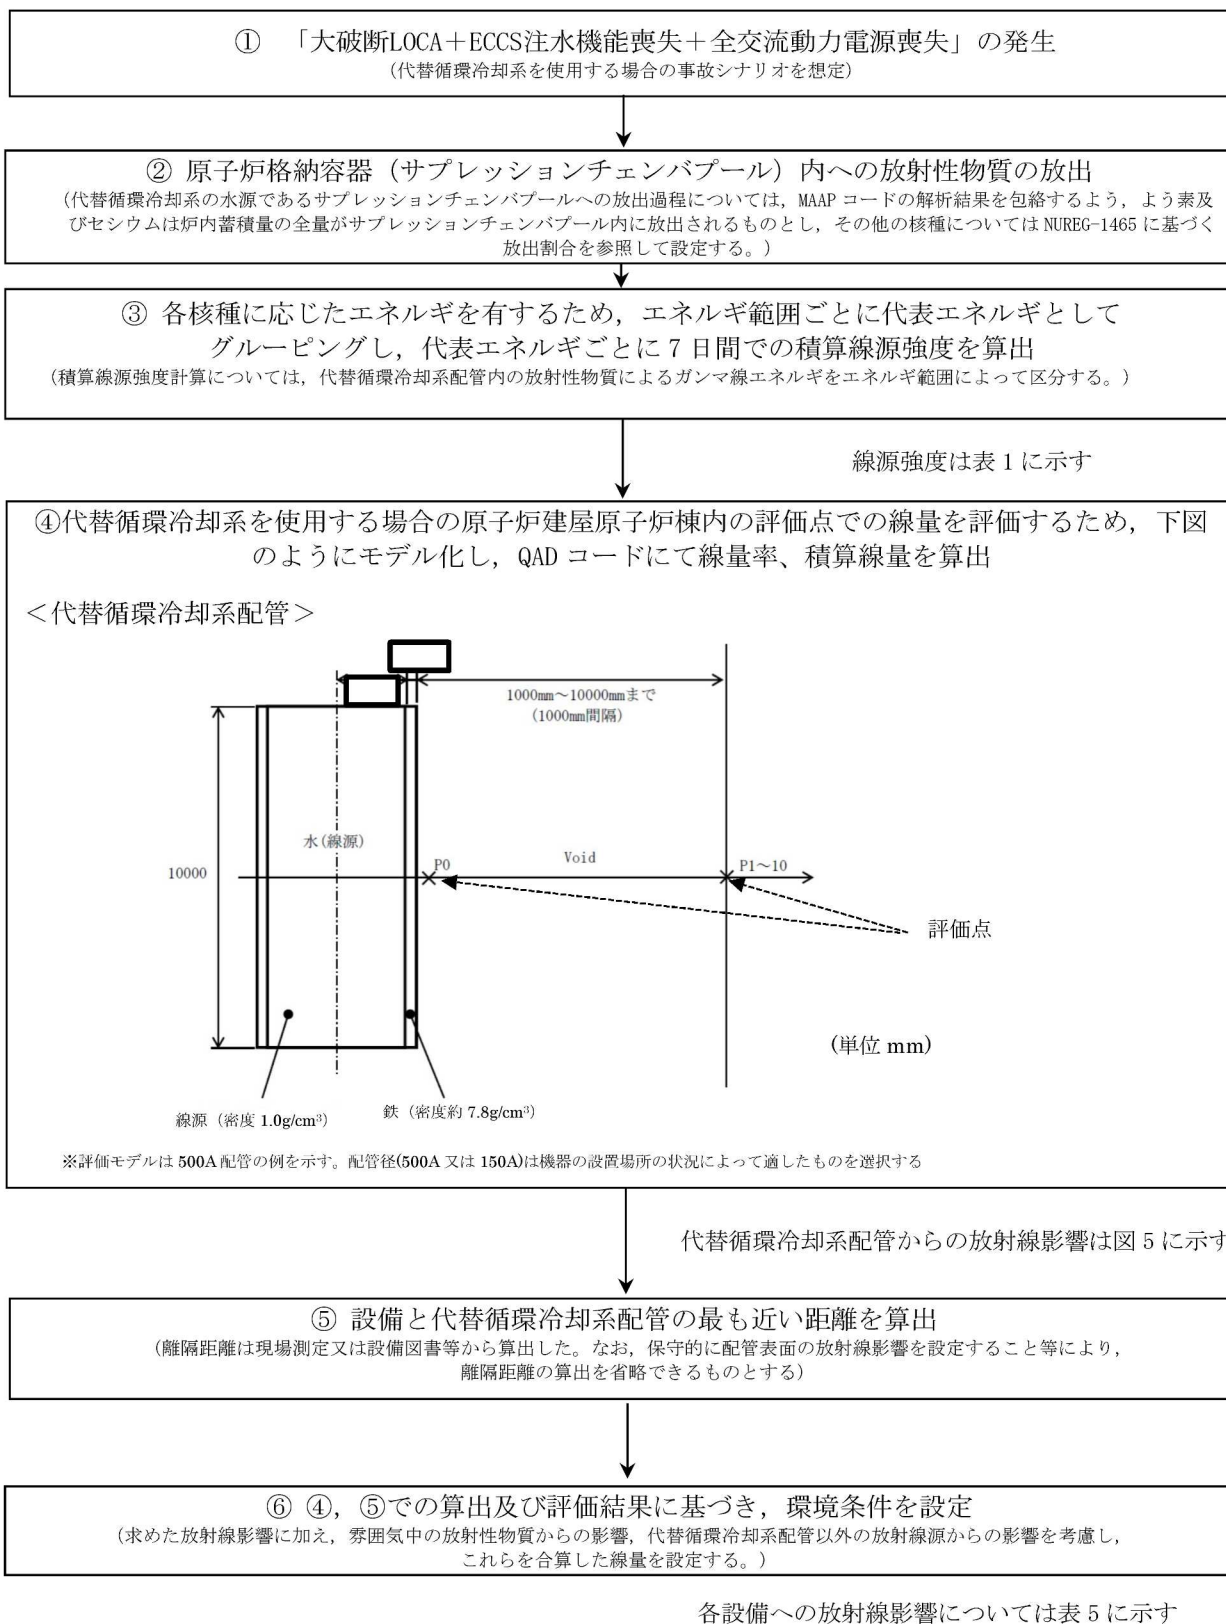 ① 「大破断LOCA＋ECCS注水機能喪失＋全交流動力電源喪失」の発生
(代替循環冷却系を使用する場合の事故シナリオを想定)
② 原子炉格納容器（サプレッションチェンバプール）内への放射性物質の放出
(代替循環冷却系の水源であるサプレッションチェンバプールへの放出過程については，MAAP コードの解析結果を包絡するよう，よう素及
びセシウムは炉内蓄積量の全量がサプレッションチェンバプール内に放出されるものとし，その他の核種については NUREG-1465 に基づく
放出割合を参照して設定する。)
③ 各核種に応じたエネルギを有するため，エネルギ範囲ごとに代表エネルギとして
グルーピングし，代表エネルギごとに 7 日間での積算線源強度を算出
(積算線源強度計算については，代替循環冷却系配管内の放射性物質によるガンマ線エネルギをエネルギ範囲によって区分する。)
線源強度は表 1 に示す
④代替循環冷却系を使用する場合の原子炉建屋原子炉棟内の評価点での線量を評価するため，下図
のようにモデル化し，QAD コードにて線量率、積算線量を算出
＜代替循環冷却系配管＞
1000mm～10000mmまで
(1000mm間隔)
水(線源)
10000
P0
Void
P1～10
評価点
(単位 mm)
線源（密度 1.0g/cm³）
鉄（密度約 7.8g/cm³）
※評価モデルは 500A 配管の例を示す。配管径(500A 又は 150A)は機器の設置場所の状況によって適したものを選択する
代替循環冷却系配管からの放射線影響は図 5 に示す
⑤ 設備と代替循環冷却系配管の最も近い距離を算出
(離隔距離は現場測定又は設備図書等から算出した。なお，保守的に配管表面の放射線影響を設定すること等により，
離隔距離の算出を省略できるものとする)
⑥ ④，⑤での算出及び評価結果に基づき，環境条件を設定
(求めた放射線影響に加え，雰囲気中の放射性物質からの影響，代替循環冷却系配管以外の放射線源からの影響を考慮し，
これらを合算した線量を設定する。)
各設備への放射線影響については表 5 に示す